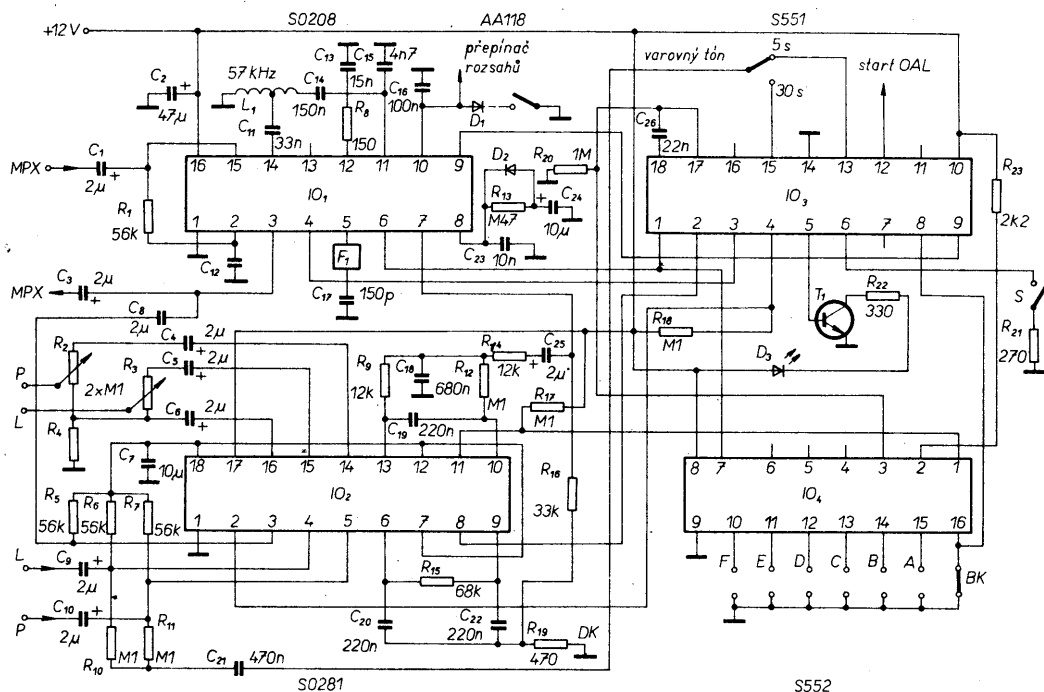 S0208
AA118
S551
+12V
C2
47µ
57 kHz
L1
C14
150n
C11
33n
C13
15n
C15
4n7
R8
150
C16
100n
přepínač
rozsahů
D1
varovný tón
5 s
30 s
start OAL
C26
22n
MPX
C1
2µ
R1
56k
C12
16 15 14 13 12 11 10 9
IO1
1 2 3 4 5 6 7 8
F1
C17
150p
D2
R13
M47
C23
10n
R20
1M
C24
10µ
18 17 16 15 14 13 12 11 10
IO3
1 2 3 4 5 6 7 8 9
R23
2k2
MPX
C3
2µ
C8
2µ
C4
2µ
R2
2xM1
R3
C5
2µ
P
L
C6
2µ
R4
R9
12k
C18
680n
R14
12k
R12
M1
C25
2µ
C19
220n
R17
M1
R18
M1
T1
R22
330
D3
S
R21
270
C7
10µ
R5
56k
R6
56k
R7
56k
18 17 16 15 14 13 12 11 10
IO2
1 2 3 4 5 6 7 8 9
R16
33k
8 7 6 5 4 3 2 1
IO4
9 10 11 12 13 14 15 16
F E D C B A
BK
L
C9
2µ
P
C10
2µ
R11
M1
R10
M1
C21
470n
R15
68k
C20
220n
C22
220n
R19
470
DK
S0281
S552